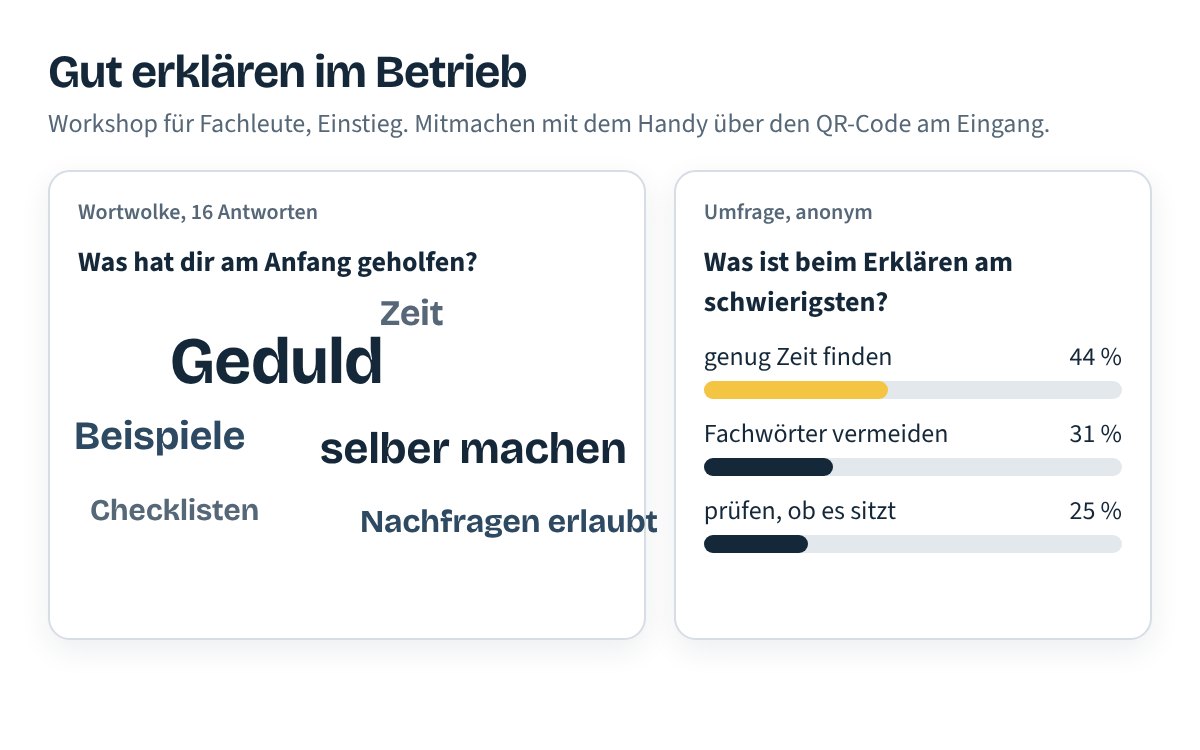 Gut erklären im Betrieb
Workshop für Fachleute, Einstieg. Mitmachen mit dem Handy über den QR-Code am Eingang.
Wortwolke, 16 Antworten
Was hat dir am Anfang geholfen?
Zeit
Geduld
Beispiele
selber machen
Checklisten
Nachfragen erlaubt
Umfrage, anonym
Was ist beim Erklären am
schwierigsten?
genug Zeit finden 44 %
Fachwörter vermeiden 31 %
prüfen, ob es sitzt 25 %